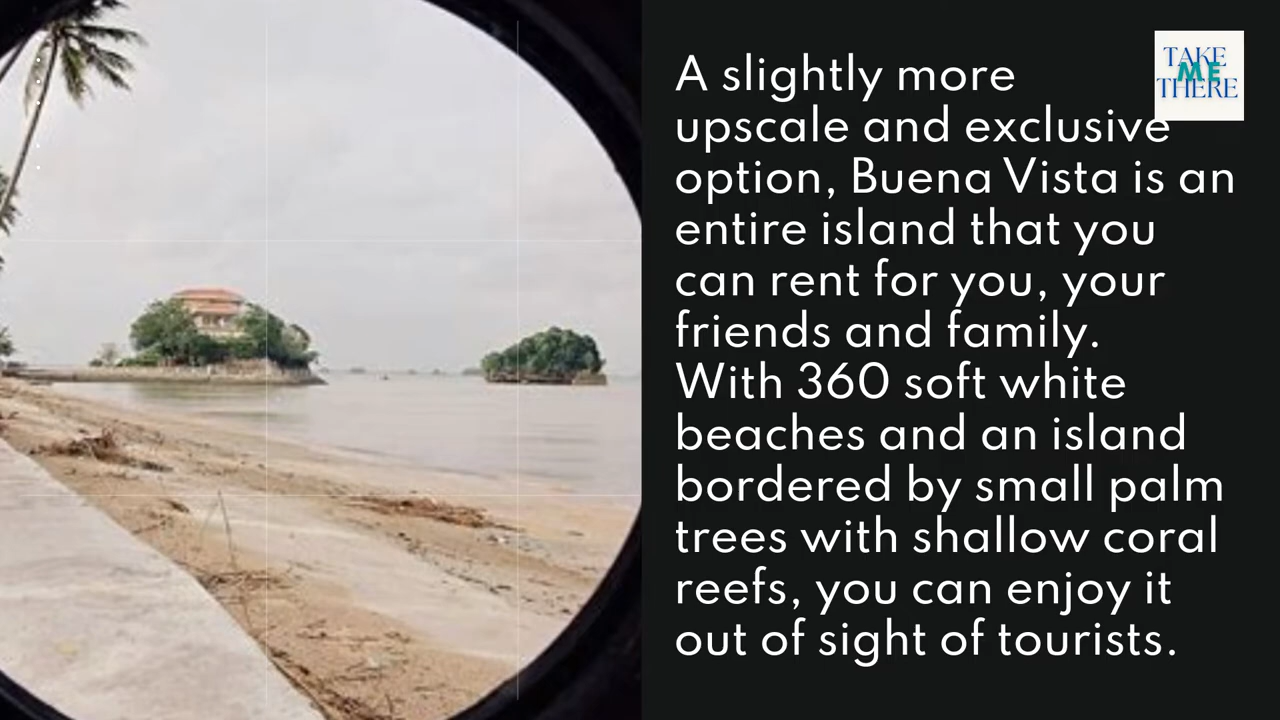 A slightly more
upscale and exclusive
option, Buena Vista is an
entire island that you
can rent for you, your
friends and family.
With 360 soft white
beaches and an island
bordered by small palm
trees with shallow coral
reefs, you can enjoy it
out of sight of tourists.
TAKE
ME
THERE